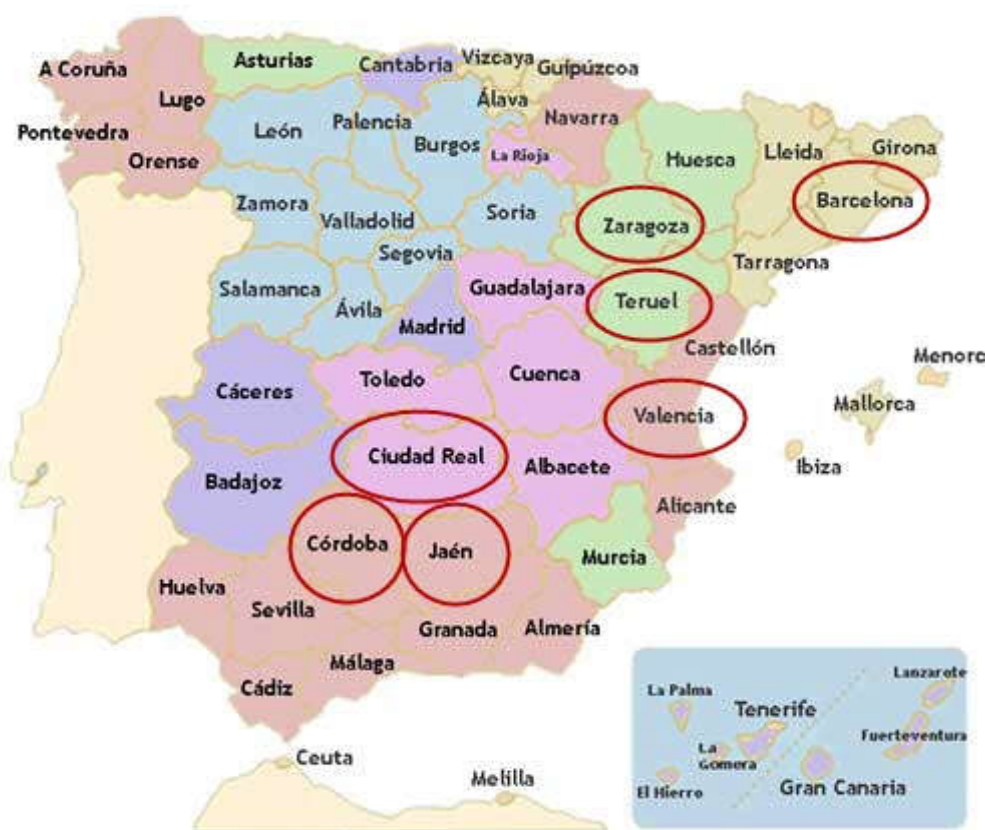 Asturias
Cantabria
Vizcaya
Guipúzcoa
A Coruña
Lugo
Álava
Navarra
Pontevedra
León
Palencia
Burgos
Orense
La Rioja
Huesca
Lleida
Girona
Zamora
Valladolid
Soria
Zaragoza
Barcelona
Segovia
Tarragona
Salamanca
Ávila
Guadalajara
Teruel
Madrid
Castellón
Menorc
Cáceres
Toledo
Cuenca
Valencia
Mallorca
Ciudad Real
Albacete
Ibiza
Badajoz
Alicante
Córdoba
Jaén
Murcia
Huelva
Sevilla
Granada
Almería
Málaga
Cádiz
Ceuta
Melilla
Lanzarote
La Palma
Tenerife
Fuerteventura
La
Gomera
El Hierro
Gran Canaria